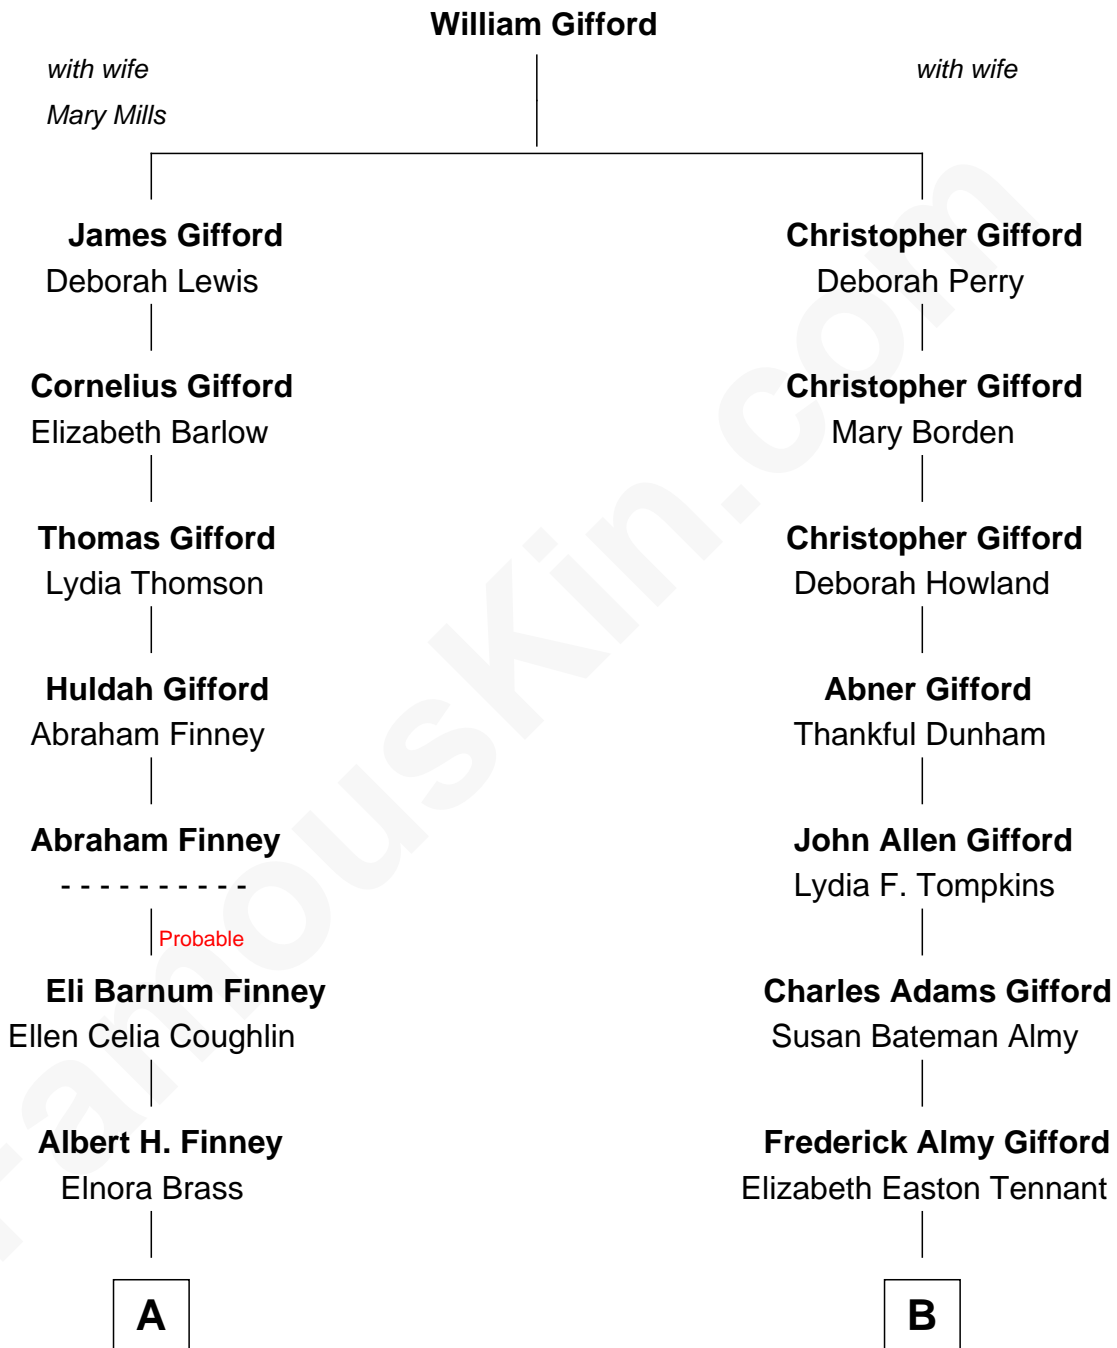 William Gifford
with wife
Mary Mills
with wife
James Gifford
Deborah Lewis
Christopher Gifford
Deborah Perry
Cornelius Gifford
Elizabeth Barlow
Christopher Gifford
Mary Borden
Thomas Gifford
Lydia Thomson
Christopher Gifford
Deborah Howland
Huldah Gifford
Abraham Finney
Abner Gifford
Thankful Dunham
Abraham Finney
- - - - - - - - - -
John Allen Gifford
Lydia F. Tompkins
Probable
Eli Barnum Finney
Ellen Celia Coughlin
Charles Adams Gifford
Susan Bateman Almy
Albert H. Finney
Elnora Brass
Frederick Almy Gifford
Elizabeth Easton Tennant
A
B
FamousKin.com